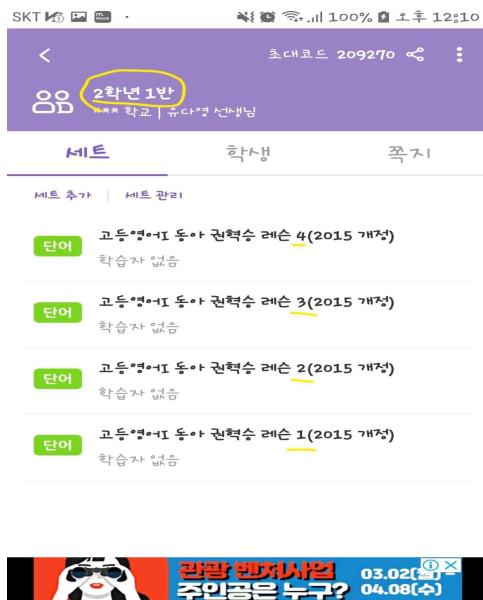 SKT 100% 오후 12:10
초대코드 209270
2학년 1반
*** 학교 | 유다영 선생님
세트 학생 쪽지
세트 추가 | 세트 관리
단어
고등영어I 동아 권혁승 레슨 4(2015 개정)
학습자 없음
단어
고등영어I 동아 권혁승 레슨 3(2015 개정)
학습자 없음
단어
고등영어I 동아 권혁승 레슨 2(2015 개정)
학습자 없음
단어
고등영어I 동아 권혁승 레슨 1(2015 개정)
학습자 없음
관광 벤처사업 03.02(월)~
주인공은 누구? 04.08(수)